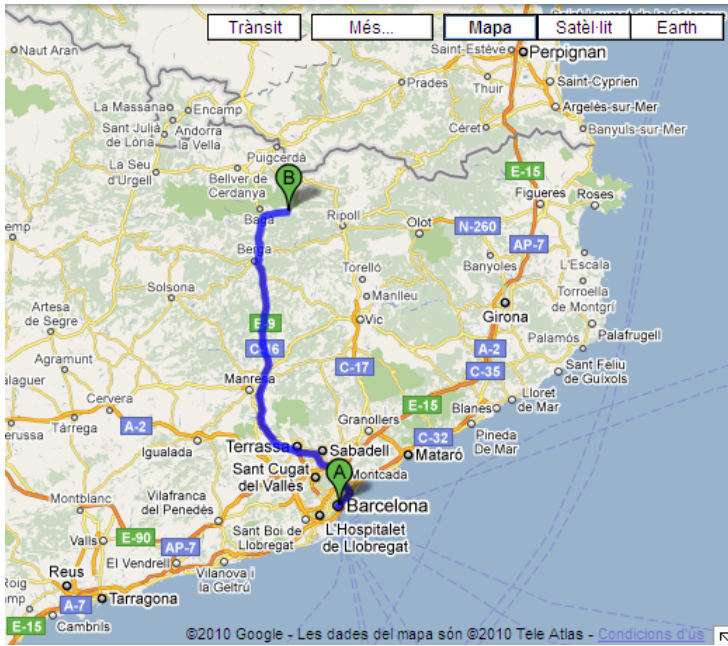 Trànsit
Més...
Mapa
Satèl·lit
Earth
Naut Aran
Saint-Estève
Perpignan
Prades
Thuir
Saint-Cyprien
La Massana
Encamp
Argelès-sur-Mer
Sant Julià
de Lòria
Andorra
la Vella
Céret
Banyuls-sur-Mer
Puigcerdà
La Seu
d'Urgell
Bellver de
Cerdanya
E-15
B
Figueres
Roses
Bagà
Ripoll
Olot
N-260
AP-7
Berga
Banyoles
L'Escala
Torelló
Solsona
Manlleu
Torroella
de Montgrí
Girona
Artesa
de Segre
E-9
Vic
Palamós
Palafrugell
C-16
A-2
Agramunt
C-17
C-35
Sant Feliu
de Guíxols
Manresa
Cervera
E-15
Blanes
Lloret
de Mar
Tàrrega
A-2
Granollers
C-32
Pineda
De Mar
Igualada
Terrassa
Sabadell
Mataró
Sant Cugat
del Vallès
A
Montcada
Montblanc
Vilafranca
del Penedès
Barcelona
Sant Boi de
Llobregat
L'Hospitalet
de Llobregat
Valls
E-90
AP-7
El Vendrell
Vilanova i
la Geltrú
Reus
A-7
Tarragona
E-15
Cambrils
©2010 Google - Les dades del mapa són ©2010 Tele Atlas - Condicions d'ús